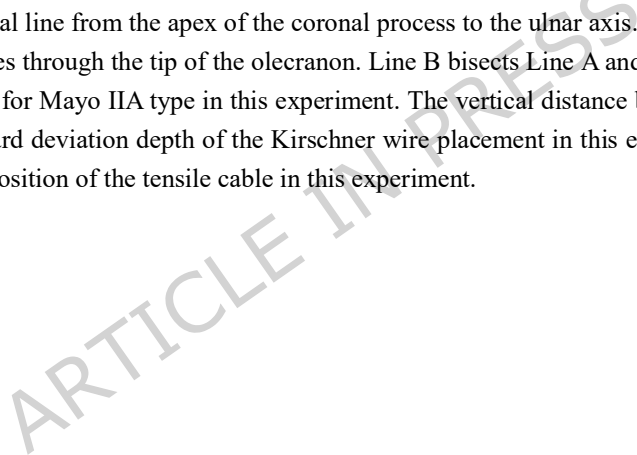 al line from the apex of the coronal process to the ulnar axis.
es through the tip of the olecranon. Line B bisects Line A and
for Mayo IIA type in this experiment. The vertical distance
ard deviation depth of the Kirschner wire placement in this e
osition of the tensile cable in this experiment.
ARTICLE IN PRESS